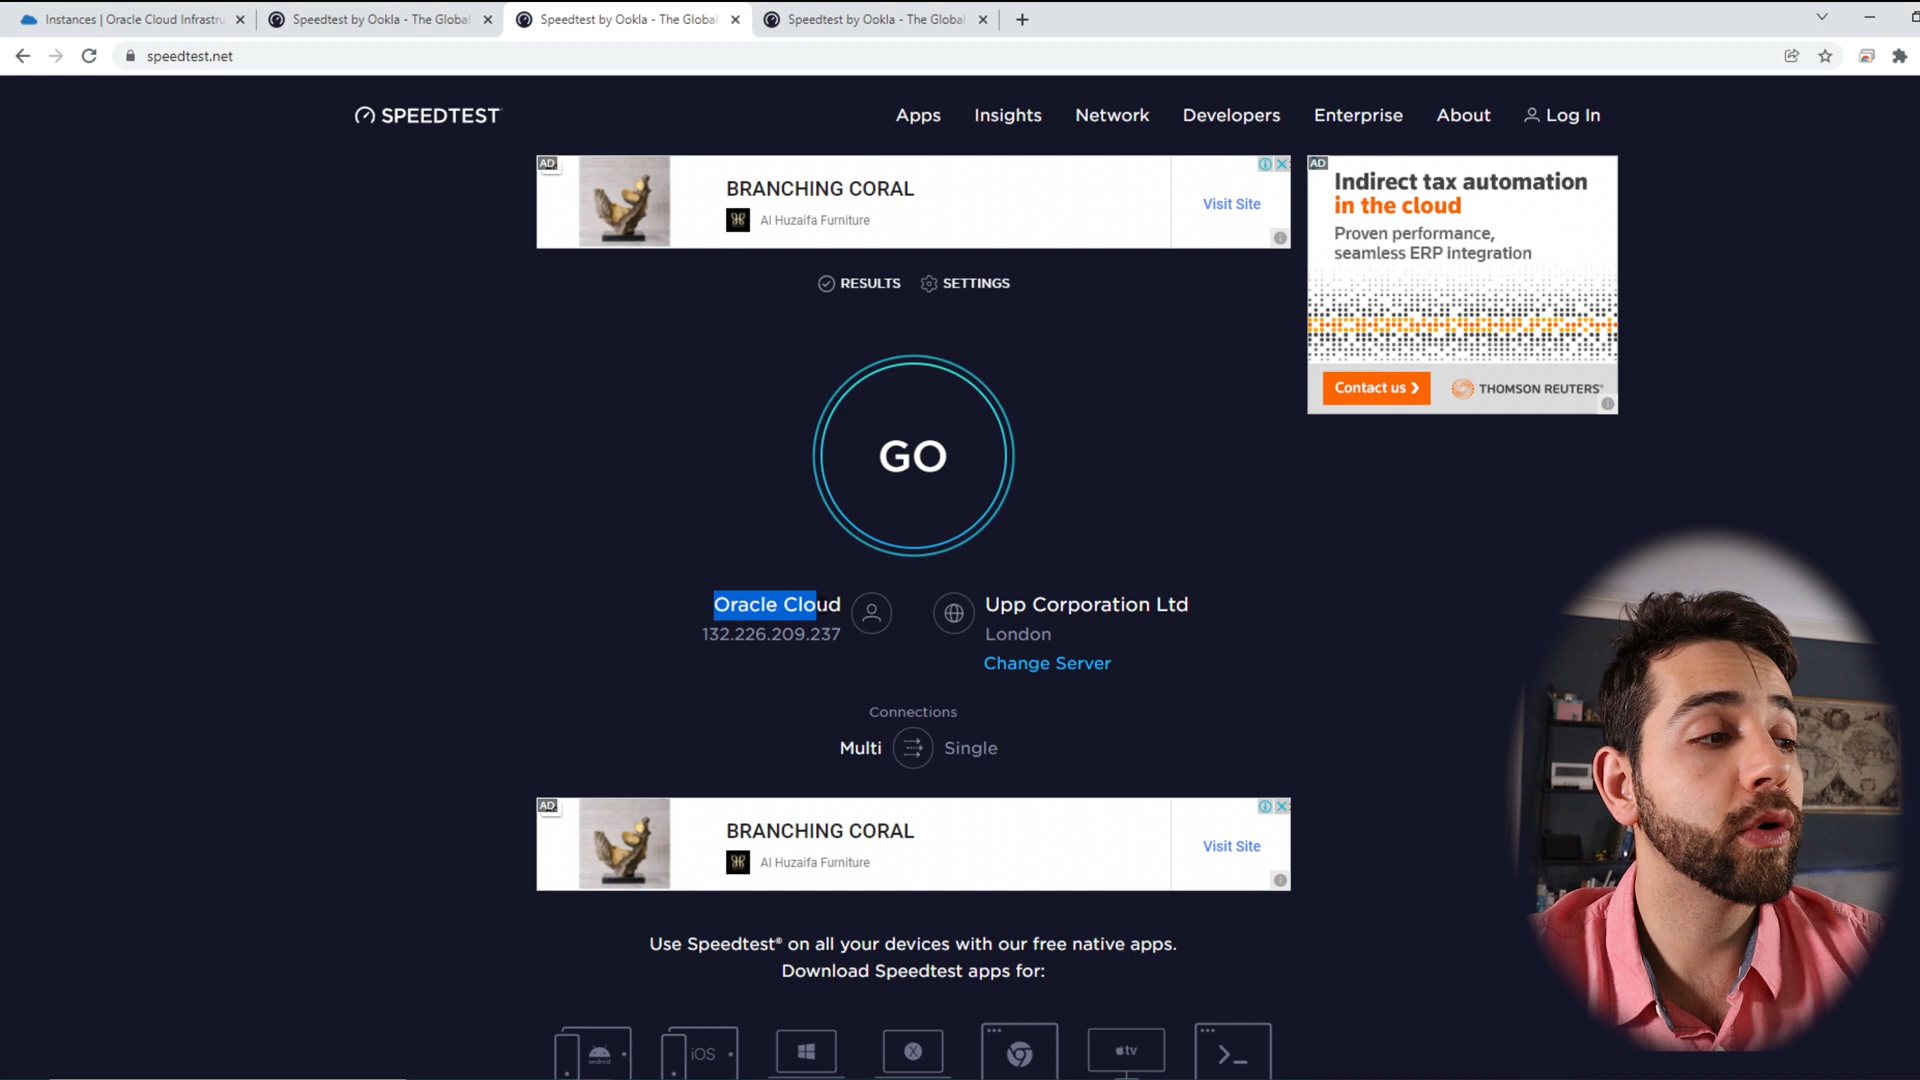 Instances | Oracle Cloud Infrastru
Speedtest by Ookla - The Global
Speedtest by Ookla - The Global
Speedtest by Ookla - The Global
speedtest.net
SPEEDTEST
Apps
Insights
Network
Developers
Enterprise
About
Log In
AD
BRANCHING CORAL
Al Huzaifa Furniture
Visit Site
AD
Indirect tax automation
in the cloud
Proven performance,
seamless ERP integration
Contact us
THOMSON REUTERS®
RESULTS
SETTINGS
GO
Oracle Cloud
132.226.209.237
Upp Corporation Ltd
London
Change Server
Connections
Multi
Single
AD
BRANCHING CORAL
Al Huzaifa Furniture
Visit Site
Use Speedtest® on all your devices with our free native apps.
Download Speedtest apps for:
android
iOS
tv